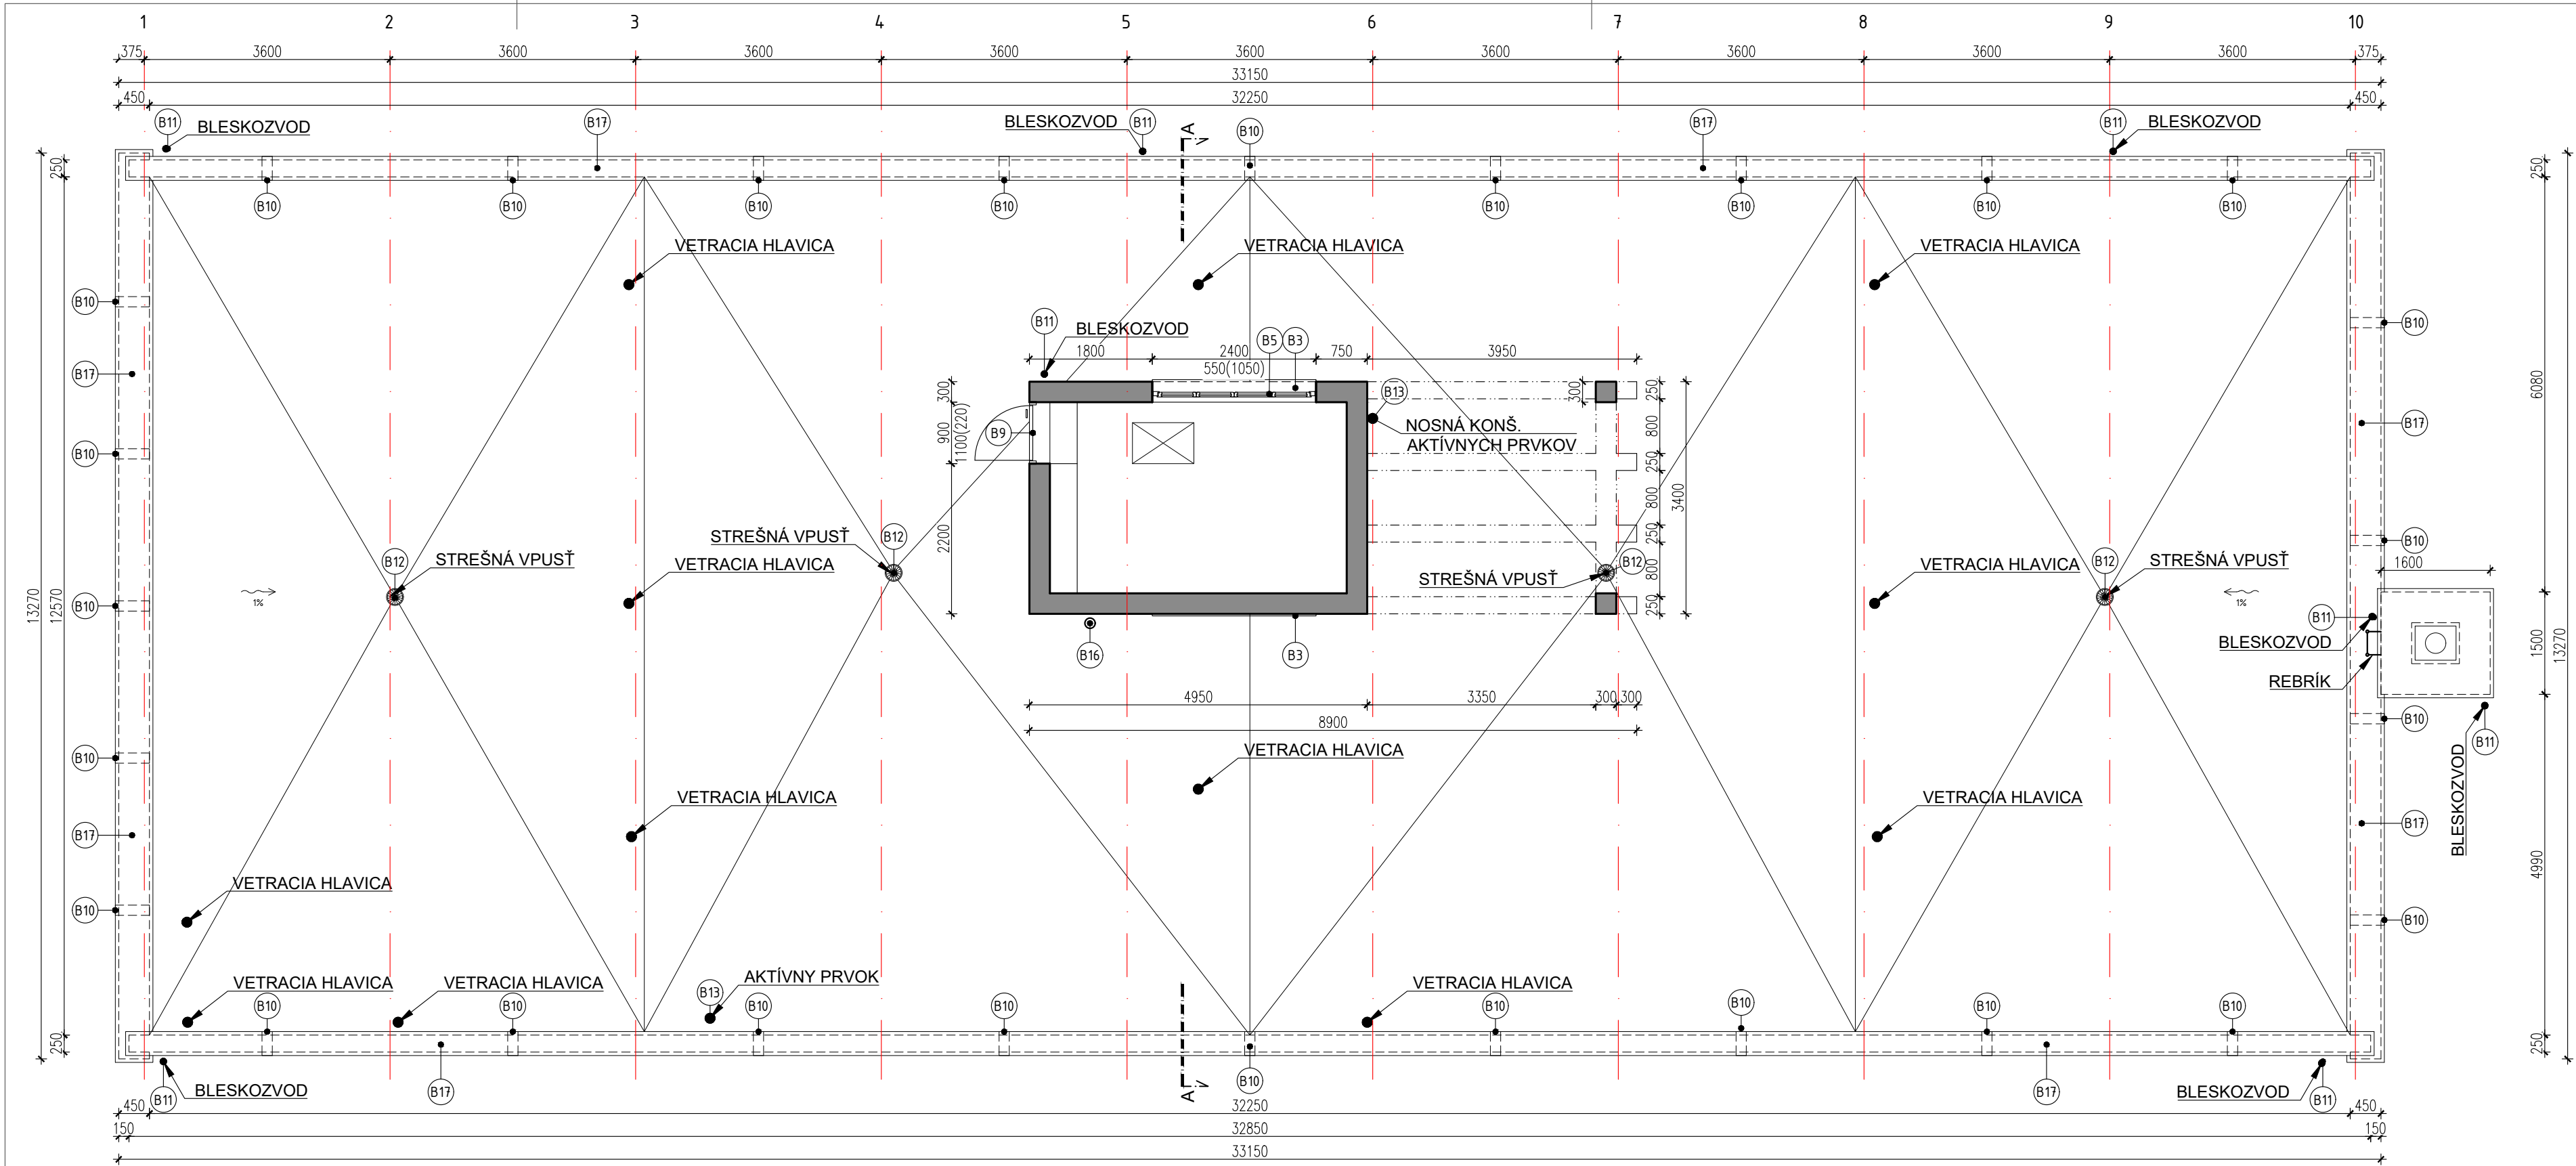 1 2 3 4 5 6 7 8 9 10
375 3600 3600 3600 3600 3600 3600 3600 3600 3600 375
33150
450 32250 450
B11 BLESKOZVOD B17 BLESKOZVOD B11 A B10 B17 B11 BLESKOZVOD
250 250
B10 B10 B10 B10 B10 B10 B10 B10
VETRACIA HLAVICA VETRACIA HLAVICA VETRACIA HLAVICA
B10 B11 BLESKOZVOD B5 B3 B10
1800 2400 750 3950
550(1050)
B17 300 B13 300 250 6080 B17
NOSNÁ KONŠ.
AKTÍVNYCH PRVKOV
B10 900 1100(220) B9 800 250 800 3400
STREŠNÁ VPUSŤ B12 250 B10
B12 STREŠNÁ VPUSŤ 2200 B12 STREŠNÁ VPUSŤ
VETRACIA HLAVICA STREŠNÁ VPUSŤ B12 800 VETRACIA HLAVICA 1600
13270 12570 B10 1% 250 1%
B16 B3 B11 1500 13270
BLESKOZVOD
REBRÍK
4950 3350 300 300 B10
8900
B10 VETRACIA HLAVICA B11
BLESKOZVOD
VETRACIA HLAVICA VETRACIA HLAVICA
B17 B17
VETRACIA HLAVICA 4990
B10 B10
VETRACIA HLAVICA VETRACIA HLAVICA B13 AKTÍVNY PRVOK VETRACIA HLAVICA
B10 B10 B10 B10 B10 B10 B10 B10
250 250
B11 BLESKOZVOD B17 A B10 B17 BLESKOZVOD B11
450 32250 450
150 32850 150
33150